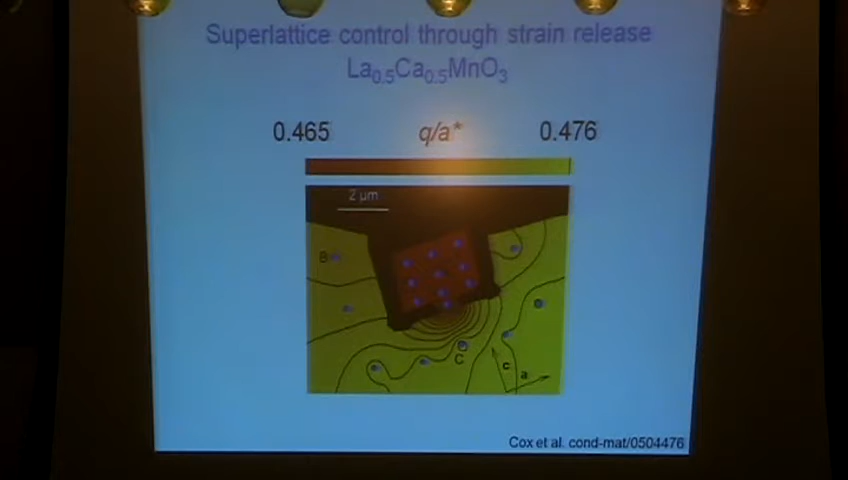 Superlattice control through strain release
La₀.₅Ca₀.₅MnO₃
0.465 q/a* 0.476
2 μm
B
C
c
a
Cox et al. cond-mat/0504476